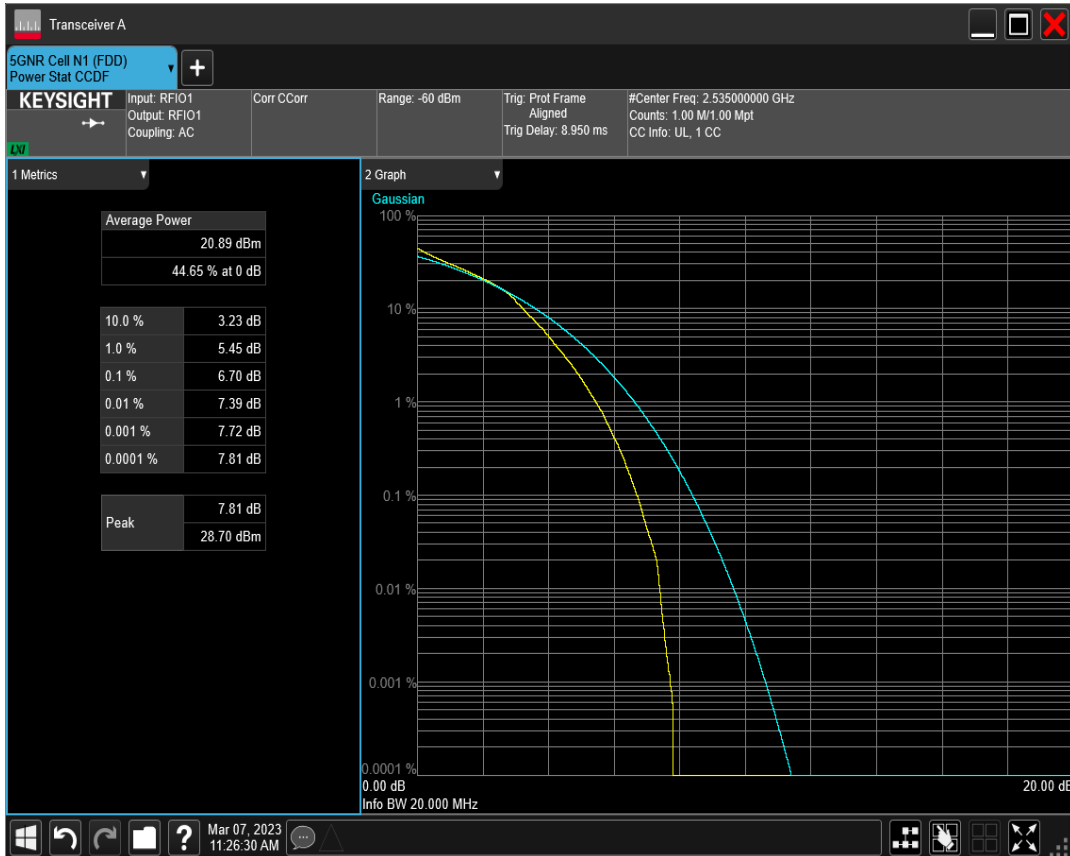 Transceiver A
5GNR Cell N1 (FDD)
Power Stat CCDF
KEYSIGHT
LXI
Input: RFIO1
Output: RFIO1
Coupling: AC
Corr CCorr
Range: -60 dBm
Trig: Prot Frame
Aligned
Trig Delay: 8.950 ms
#Center Freq: 2.535000000 GHz
Counts: 1.00 M/1.00 Mpt
CC Info: UL, 1 CC
1 Metrics
Average Power
20.89 dBm
44.65 % at 0 dB
10.0 % 3.23 dB
1.0 % 5.45 dB
0.1 % 6.70 dB
0.01 % 7.39 dB
0.001 % 7.72 dB
0.0001 % 7.81 dB
Peak 7.81 dB
28.70 dBm
2 Graph
Gaussian
100 %
10 %
1 %
0.1 %
0.01 %
0.001 %
0.0001 %
0.00 dB 20.00 dB
Info BW 20.000 MHz
Mar 07, 2023
11:26:30 AM